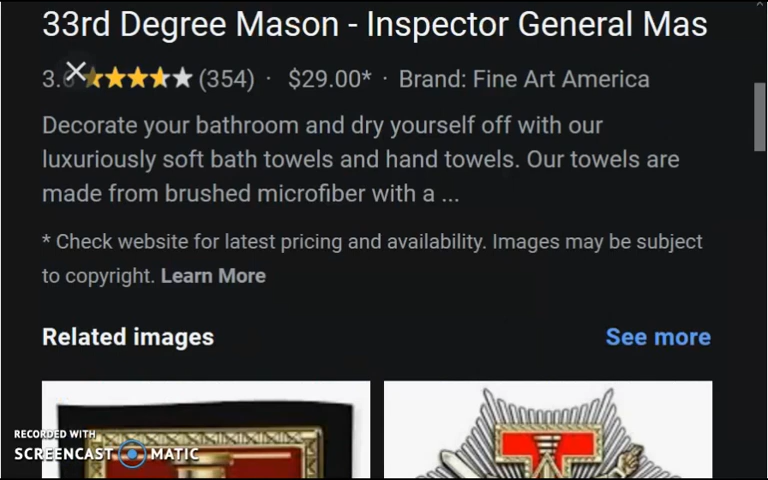 33rd Degree Mason - Inspector General Mas
(354) · $29.00* · Brand: Fine Art America
Decorate your bathroom and dry yourself off with our
luxuriously soft bath towels and hand towels. Our towels are
made from brushed microfiber with a ...
* Check website for latest pricing and availability. Images may be subject
to copyright. Learn More
Related images
See more
RECORDED WITH
SCREENCAST MATIC